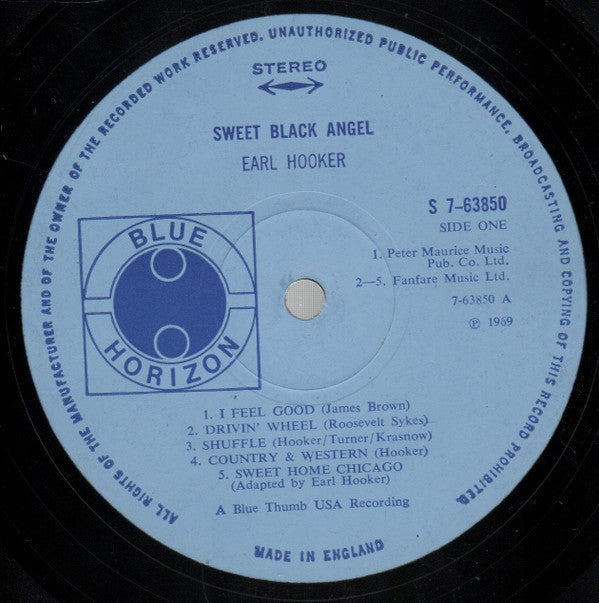 ALL RIGHTS OF THE MANUFACTURER AND OF THE OWNER OF THE RECORDED WORK RESERVED. UNAUTHORIZED PUBLIC PERFORMANCE, BROADCASTING AND COPYING OF THIS RECORD PROHIBITED.
STEREO
SWEET BLACK ANGEL
EARL HOOKER
S 7-63850
SIDE ONE
1. Peter Maurice Music
Pub. Co. Ltd.
2—5. Fanfare Music Ltd.
7-63850 A
℗ 1969
BLUE
HORIZON
1. I FEEL GOOD (James Brown)
2. DRIVIN' WHEEL (Roosevelt Sykes)
3. SHUFFLE (Hooker/Turner/Krasnow)
4. COUNTRY & WESTERN (Hooker)
5. SWEET HOME CHICAGO
(Adapted by Earl Hooker)
A Blue Thumb USA Recording
MADE IN ENGLAND